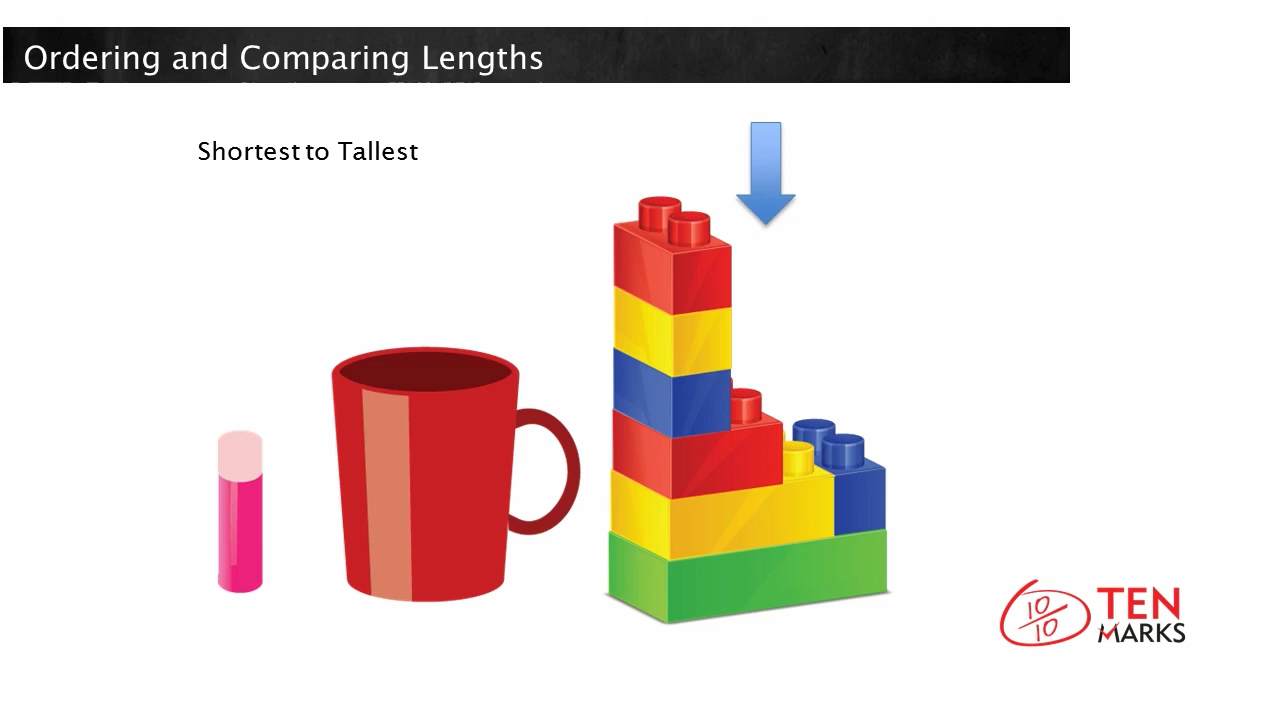 Ordering and Comparing Lengths
Shortest to Tallest
10
10
TEN
MARKS